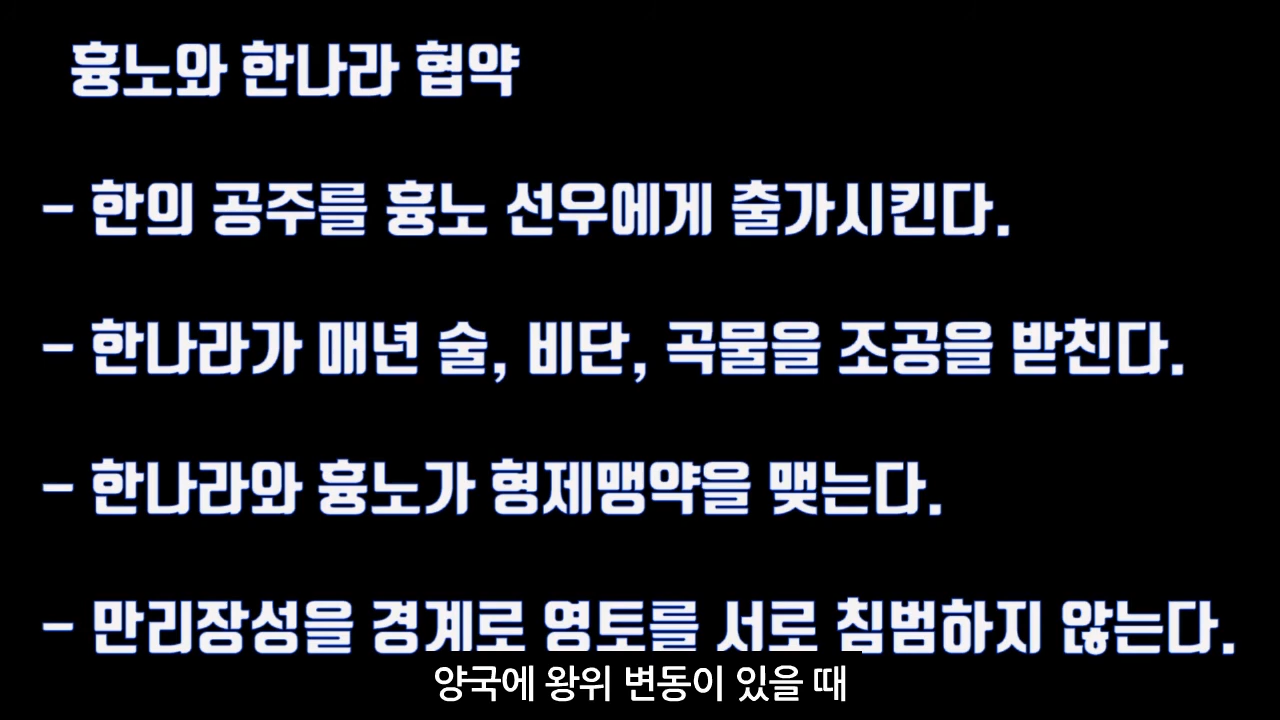 흉노와 한나라 협약
- 한의 공주를 흉노 선우에게 출가시킨다.
- 한나라가 매년 술, 비단, 곡물을 조공을 받친다.
- 한나라와 흉노가 형제맹약을 맺는다.
- 만리장성을 경계로 영토를 서로 침범하지 않는다.
양국에 왕위 변동이 있을 때